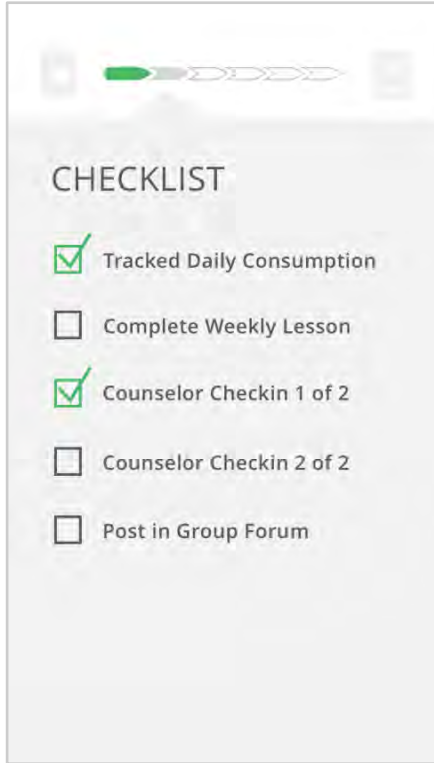 CHECKLIST
Tracked Daily Consumption
Complete Weekly Lesson
Counselor Checkin 1 of 2
Counselor Checkin 2 of 2
Post in Group Forum